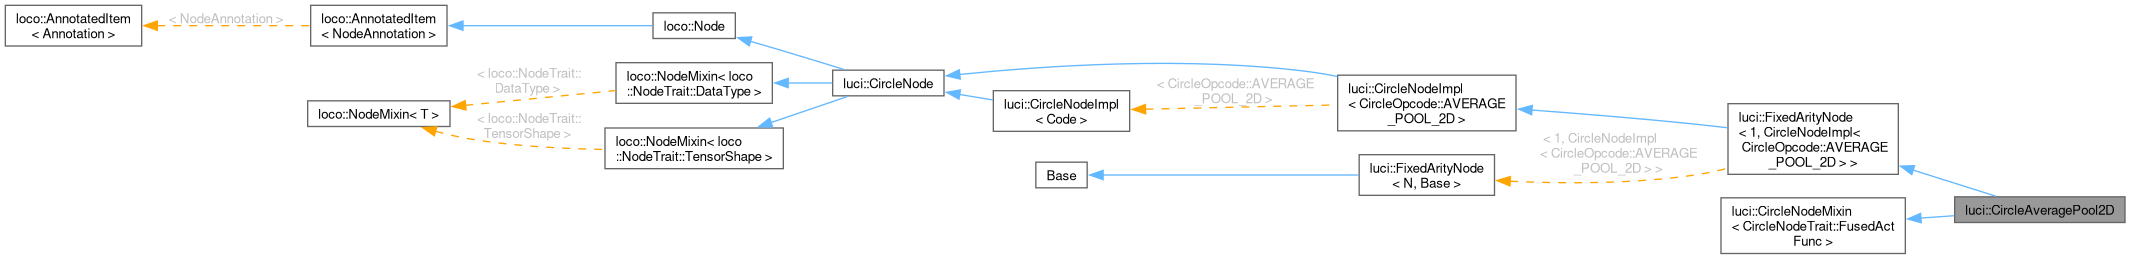 loco::AnnotatedItem
< Annotation >
< NodeAnnotation >
loco::AnnotatedItem
< NodeAnnotation >
loco::Node
loco::NodeMixin< T >
< loco::NodeTrait::
DataType >
< loco::NodeTrait::
TensorShape >
loco::NodeMixin< loco
::NodeTrait::DataType >
loco::NodeMixin< loco
::NodeTrait::TensorShape >
luci::CircleNode
luci::CircleNodeImpl
< Code >
Base
< CircleOpcode::AVERAGE
_POOL_2D >
luci::CircleNodeImpl
< CircleOpcode::AVERAGE
_POOL_2D >
luci::FixedArityNode
< N, Base >
< 1, CircleNodeImpl
< CircleOpcode::AVERAGE
_POOL_2D > >
luci::FixedArityNode
< 1, CircleNodeImpl<
CircleOpcode::AVERAGE
_POOL_2D > >
luci::CircleNodeMixin
< CircleNodeTrait::FusedAct
Func >
luci::CircleAveragePool2D